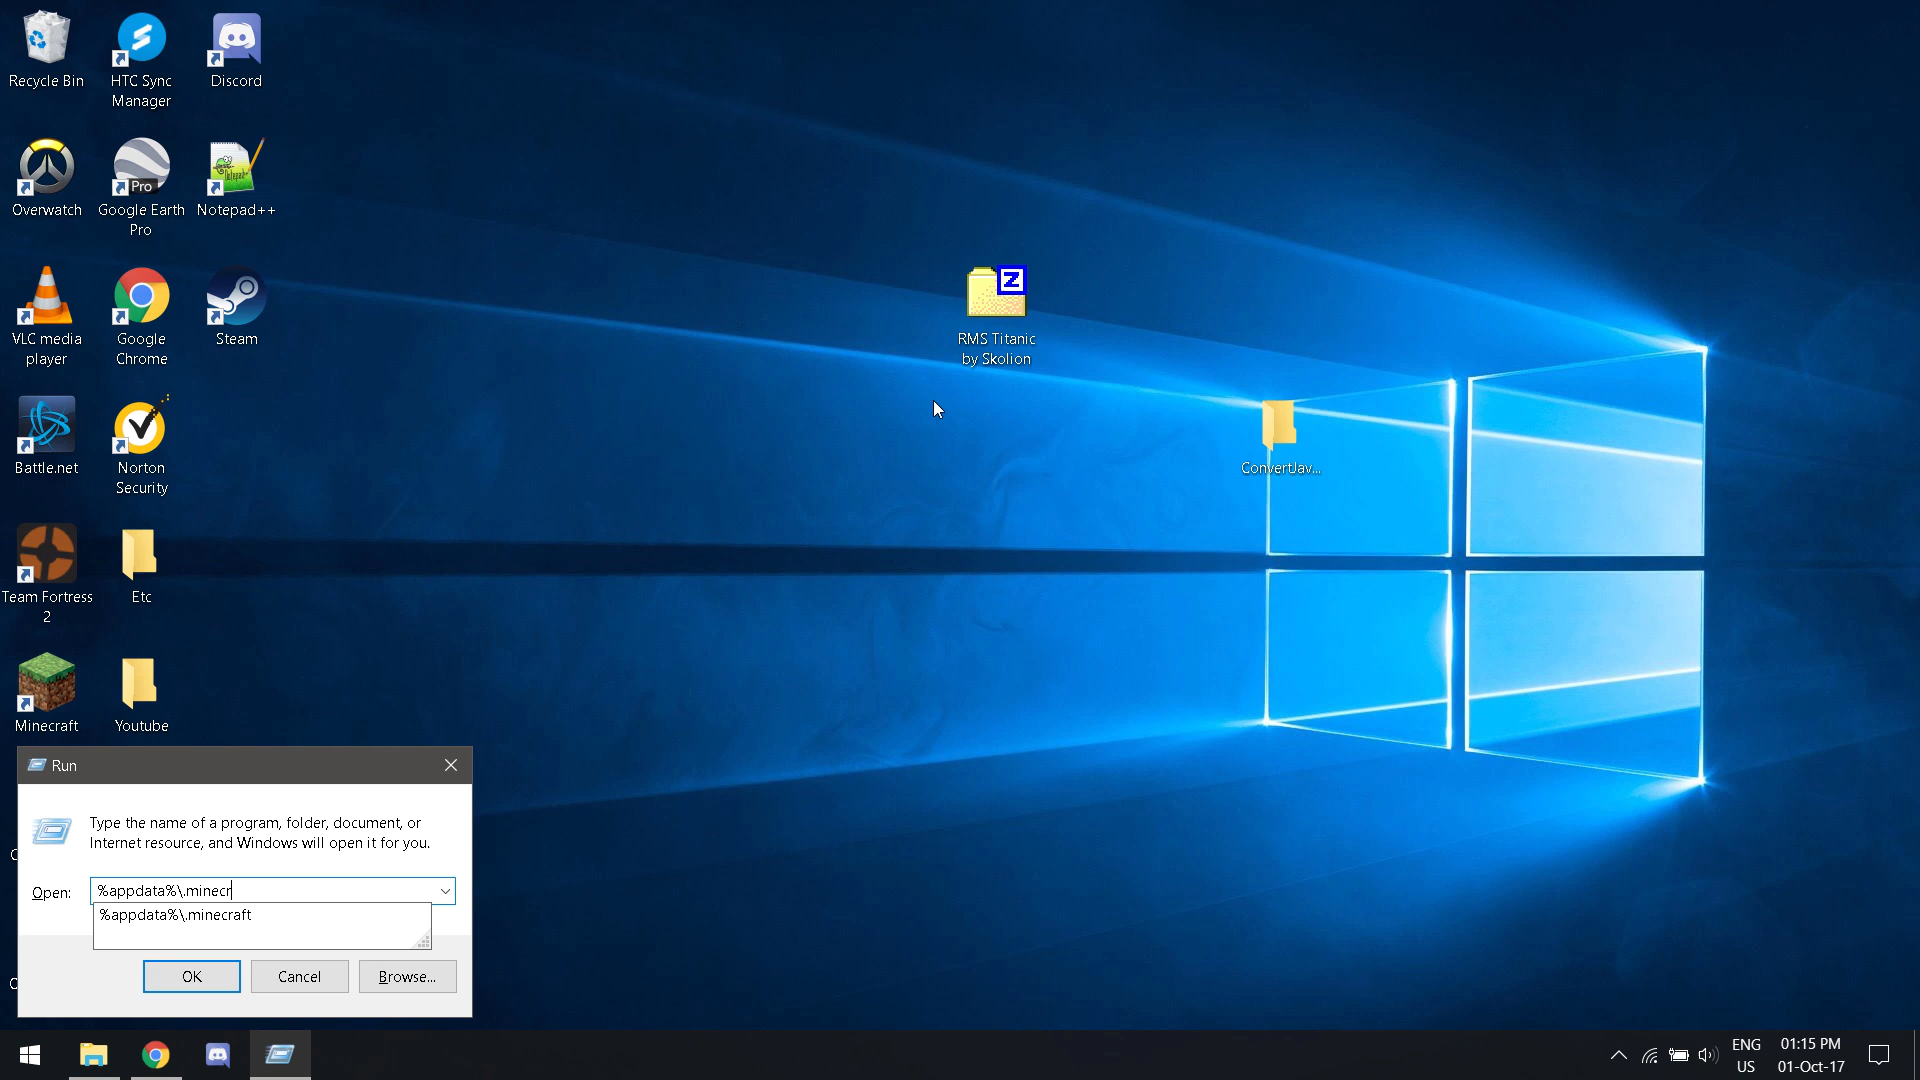 Recycle Bin
HTC Sync
Manager
Discord
Overwatch
Pro
Google Earth
Pro
Notepad++
VLC media
player
Google
Chrome
Steam
RMS Titanic
by Skolion
Z
Battle.net
Norton
Security
ConvertJav...
Team Fortress
2
Etc
Minecraft
Youtube
Run
Type the name of a program, folder, document, or
Internet resource, and Windows will open it for you.
Open:
%appdata%\.minecr
%appdata%\.minecraft
OK
Cancel
Browse...
ENG
US
01:15 PM
01-Oct-17